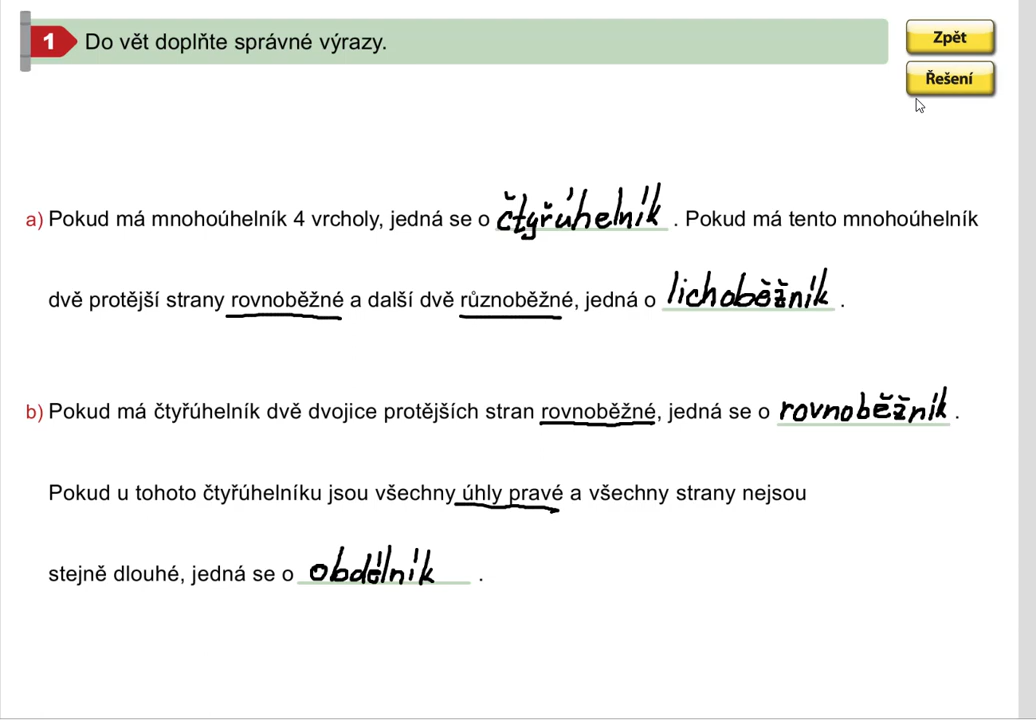 1 Do vět doplňte správné výrazy.
Zpět
Řešení
a) Pokud má mnohoúhelník 4 vrcholy, jedná se o čtyřúhelník . Pokud má tento mnohoúhelník
dvě protější strany rovnoběžné a další dvě různoběžné, jedná o lichoběžník .
b) Pokud má čtyřúhelník dvě dvojice protějších stran rovnoběžné, jedná se o rovnoběžník .
Pokud u tohoto čtyřúhelníku jsou všechny úhly pravé a všechny strany nejsou
stejně dlouhé, jedná se o obdélník .